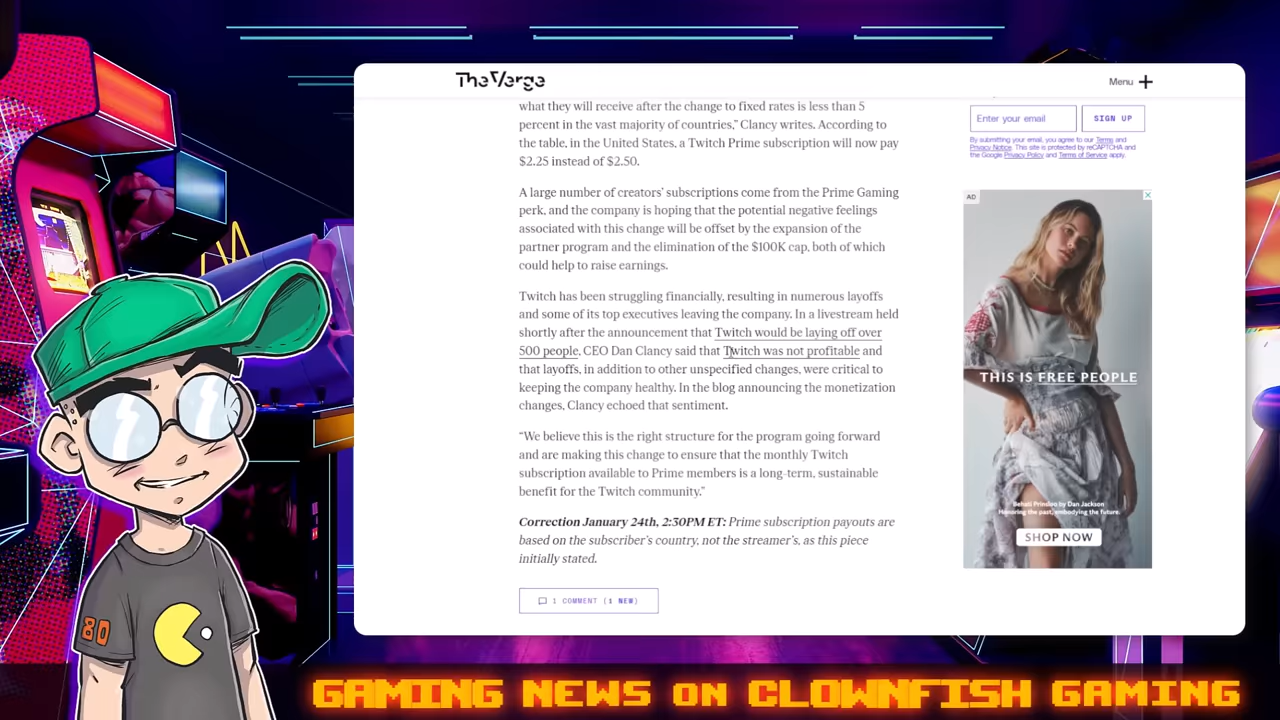 The Verge
Menu
what they will receive after the change to fixed rates is less than 5
percent in the vast majority of countries,” Clancy writes. According to
the table, in the United States, a Twitch Prime subscription will now pay
$2.25 instead of $2.50.
A large number of creators’ subscriptions come from the Prime Gaming
perk, and the company is hoping that the potential negative feelings
associated with this change will be offset by the expansion of the
partner program and the elimination of the $100K cap, both of which
could help to raise earnings.
Twitch has been struggling financially, resulting in numerous layoffs
and some of its top executives leaving the company. In a livestream held
shortly after the announcement that Twitch would be laying off over
500 people, CEO Dan Clancy said that Twitch was not profitable and
that layoffs, in addition to other unspecified changes, were critical to
keeping the company healthy. In the blog announcing the monetization
changes, Clancy echoed that sentiment.
“We believe this is the right structure for the program going forward
and are making this change to ensure that the monthly Twitch
subscription available to Prime members is a long-term, sustainable
benefit for the Twitch community.”
Correction January 24th, 2:30PM ET: Prime subscription payouts are
based on the subscriber’s country, not the streamer’s, as this piece
initially stated.
1 COMMENT (1 NEW)
Enter your email
SIGN UP
By submitting your email, you agree to our Terms and
Privacy Notice. This site is protected by reCAPTCHA and
the Google Privacy Policy and Terms of Service apply.
AD
THIS IS FREE PEOPLE
Behati Prinsloo by Dan Jackson
Honoring the past, embodying the future.
SHOP NOW
80
GAMING NEWS ON CLOWNFISH GAMING